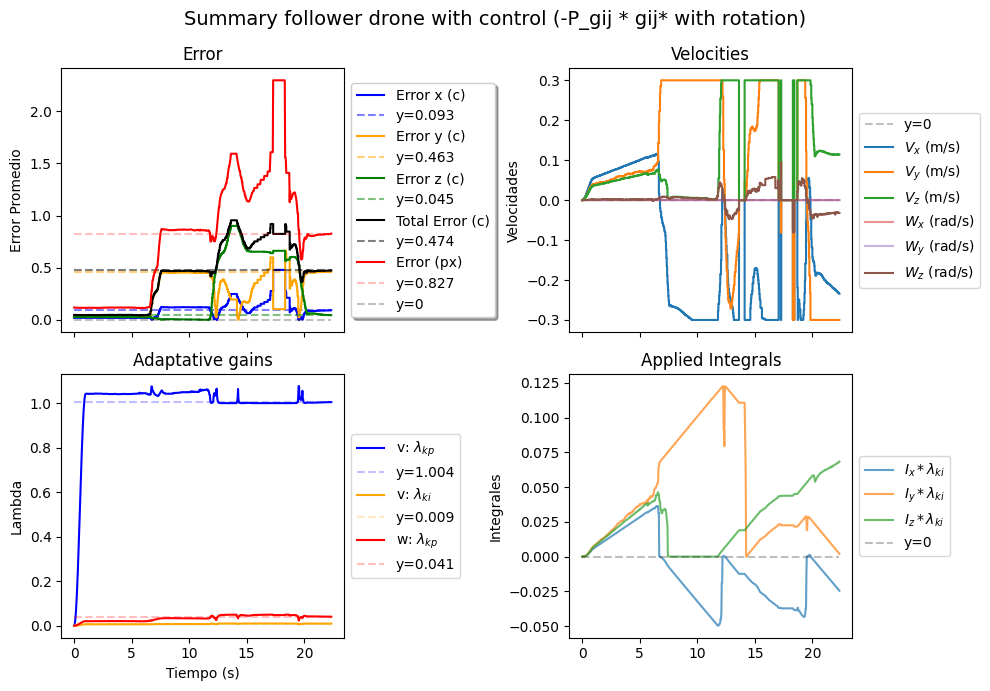 Summary follower drone with control (-P_gij * gij* with rotation)
Error
Error Promedio
2.0
1.5
1.0
0.5
0.0
Error x (c)
y=0.093
Error y (c)
y=0.463
Error z (c)
y=0.045
Total Error (c)
y=0.474
Error (px)
y=0.827
y=0
Velocities
Velocidades
0.3
0.2
0.1
0.0
−0.1
−0.2
−0.3
y=0
V_x (m/s)
V_y (m/s)
V_z (m/s)
W_x (rad/s)
W_y (rad/s)
W_z (rad/s)
Adaptative gains
Lambda
1.0
0.8
0.6
0.4
0.2
0.0
0 5 10 15 20
Tiempo (s)
v: λ_kp
y=1.004
v: λ_ki
y=0.009
w: λ_kp
y=0.041
Applied Integrals
Integrales
0.125
0.100
0.075
0.050
0.025
0.000
−0.025
−0.050
0 5 10 15 20
I_x * λ_ki
I_y * λ_ki
I_z * λ_ki
y=0